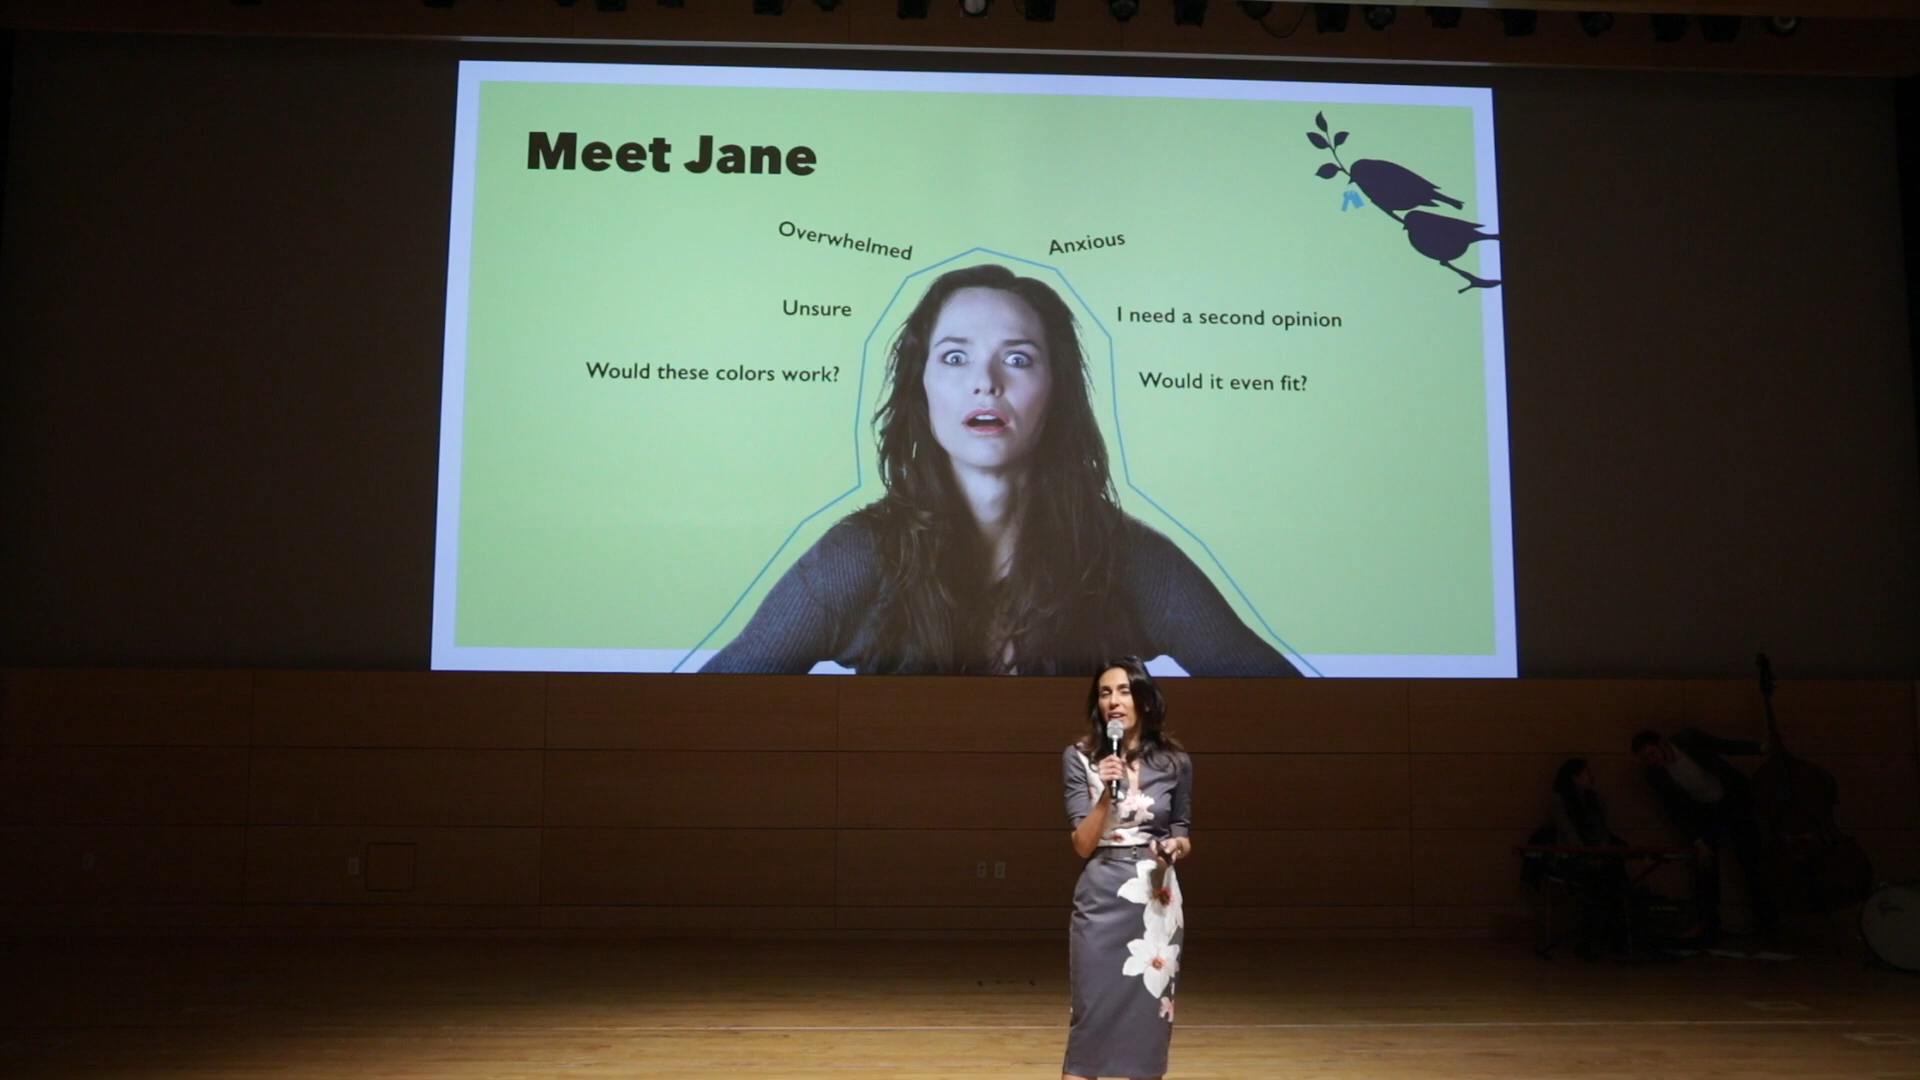 Meet Jane
Overwhelmed
Anxious
Unsure
I need a second opinion
Would these colors work?
Would it even fit?